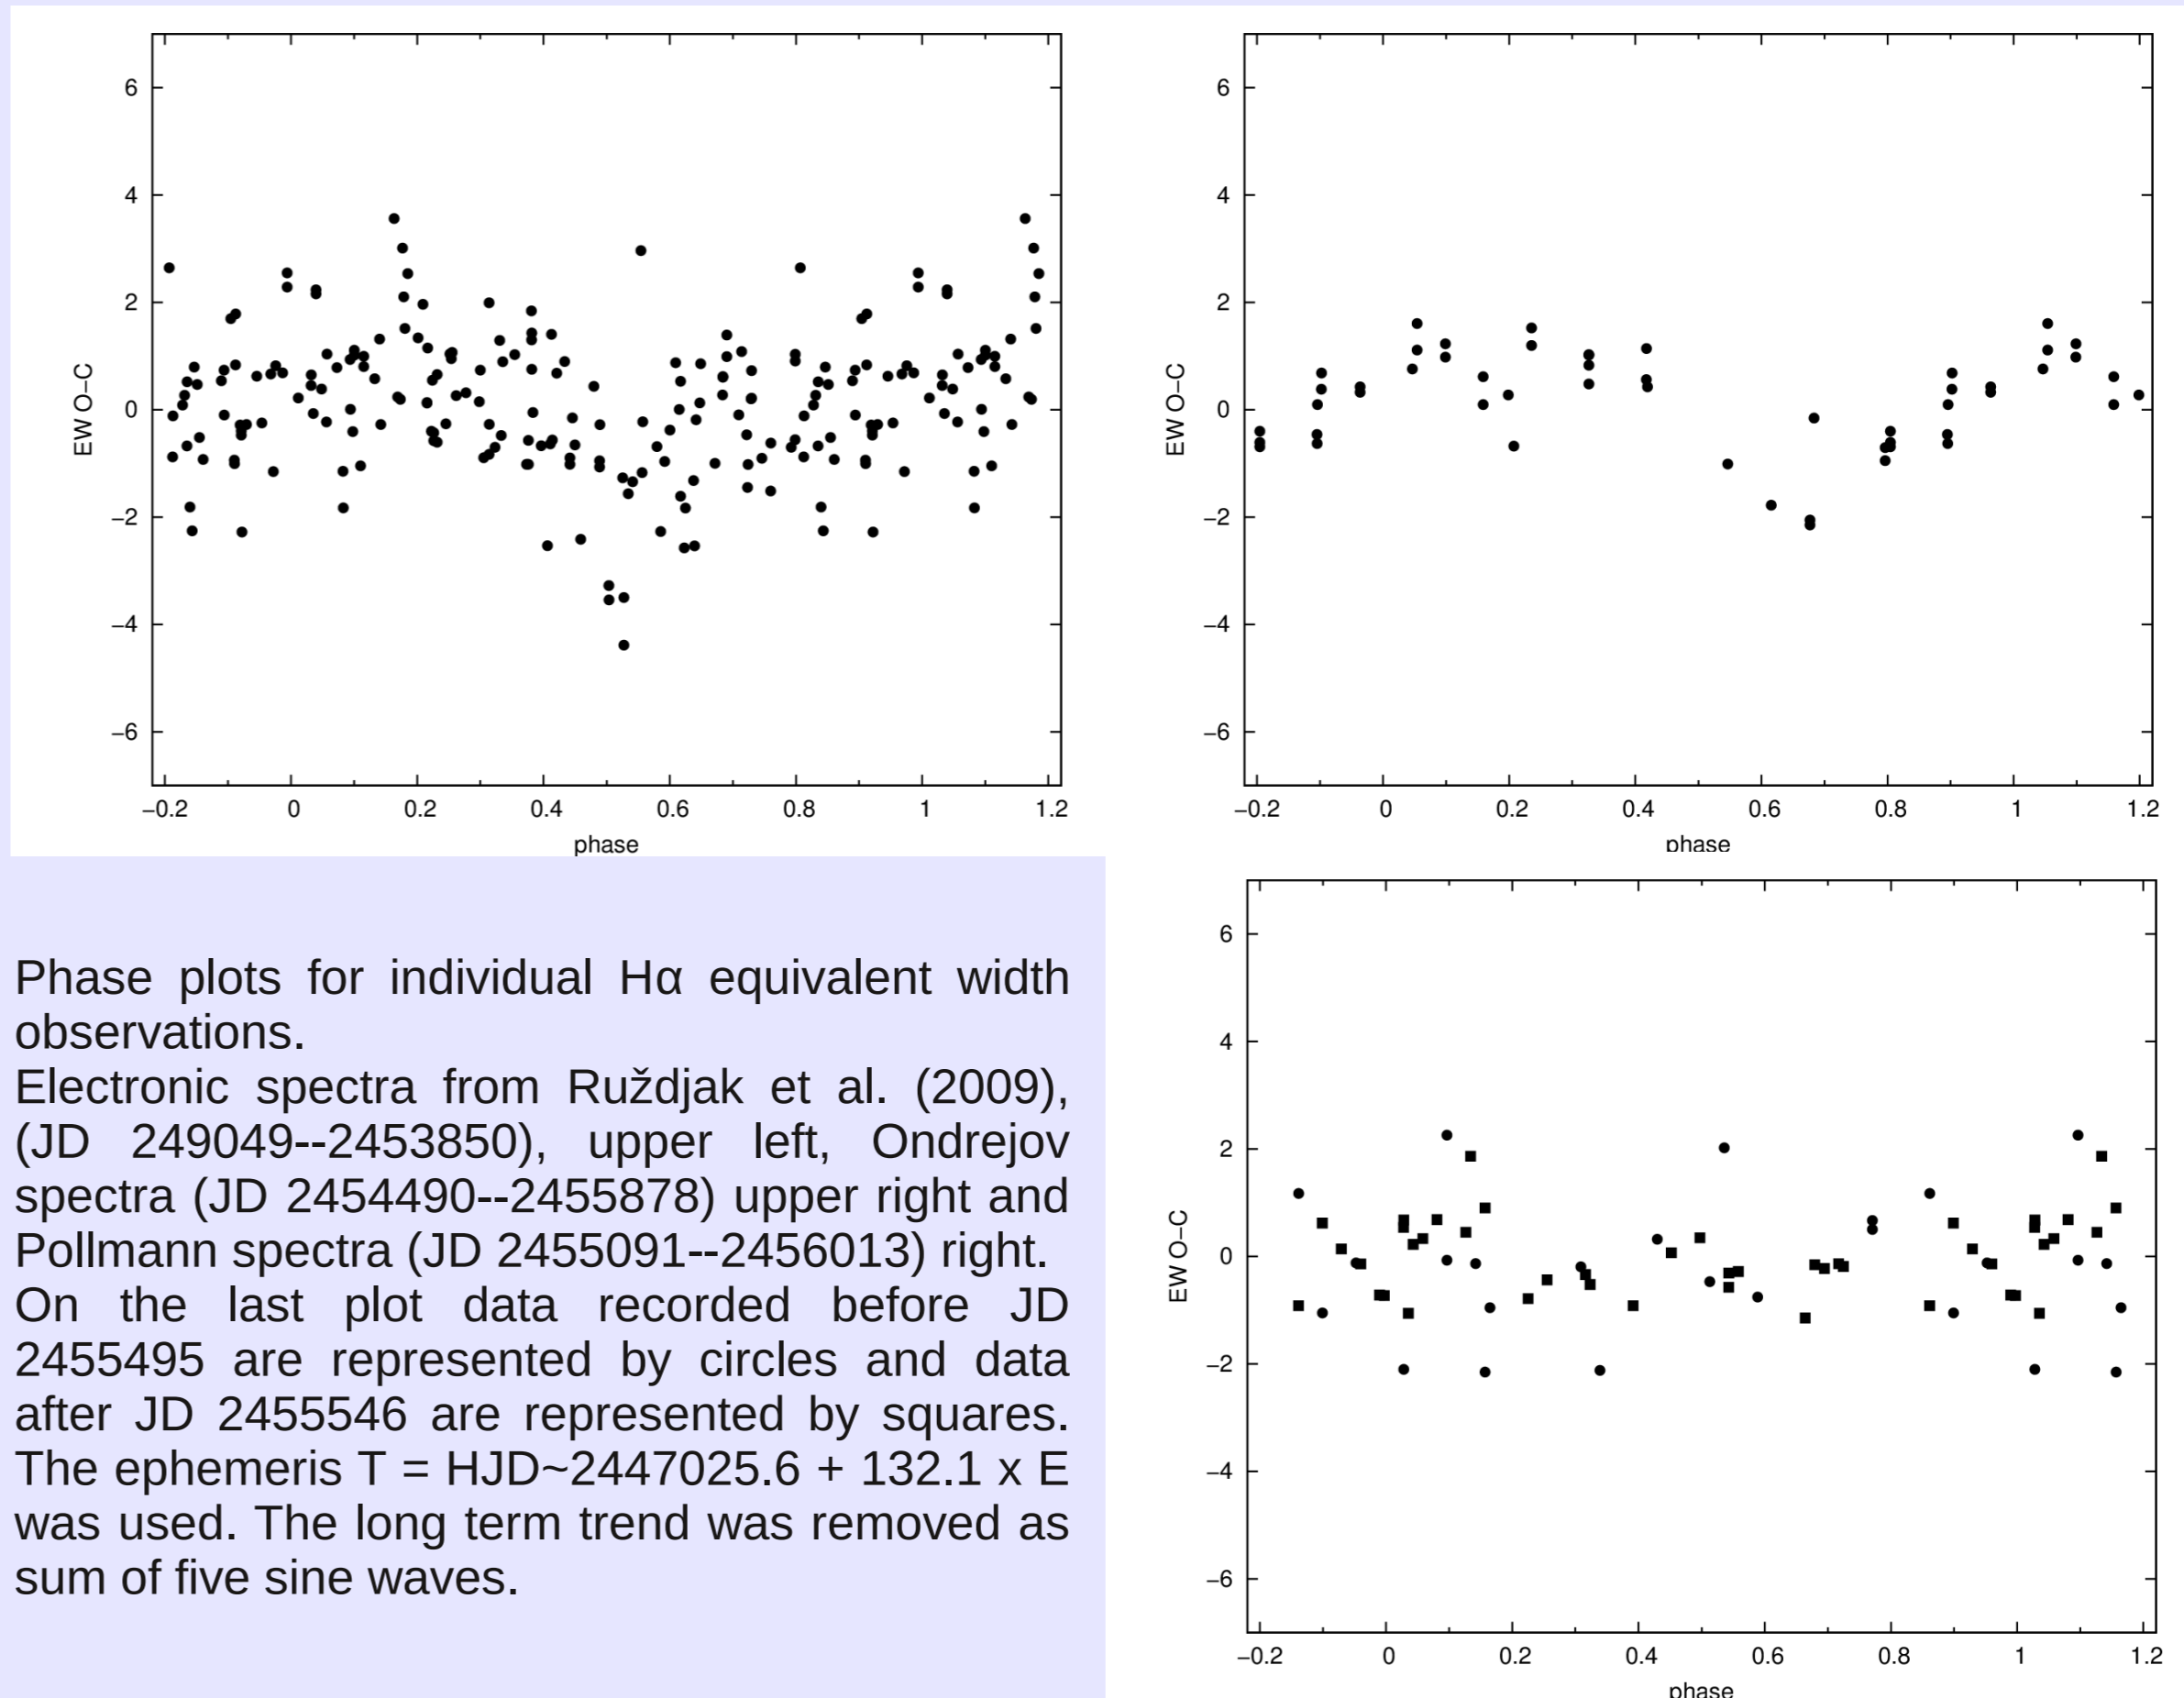 6
4
2
0
−2
−4
−6
EW O−C
−0.2 0 0.2 0.4 0.6 0.8 1 1.2
phase
6
4
2
0
−2
−4
−6
EW O−C
−0.2 0 0.2 0.4 0.6 0.8 1 1.2
phase
Phase plots for individual Hα equivalent width
observations.
Electronic spectra from Ruždjak et al. (2009),
(JD 249049--2453850), upper left, Ondrejov
spectra (JD 2454490--2455878) upper right and
Pollmann spectra (JD 2455091--2456013) right.
On the last plot data recorded before JD
2455495 are represented by circles and data
after JD 2455546 are represented by squares.
The ephemeris T = HJD~2447025.6 + 132.1 x E
was used. The long term trend was removed as
sum of five sine waves.
6
4
2
0
−2
−4
−6
EW O−C
−0.2 0 0.2 0.4 0.6 0.8 1 1.2
phase